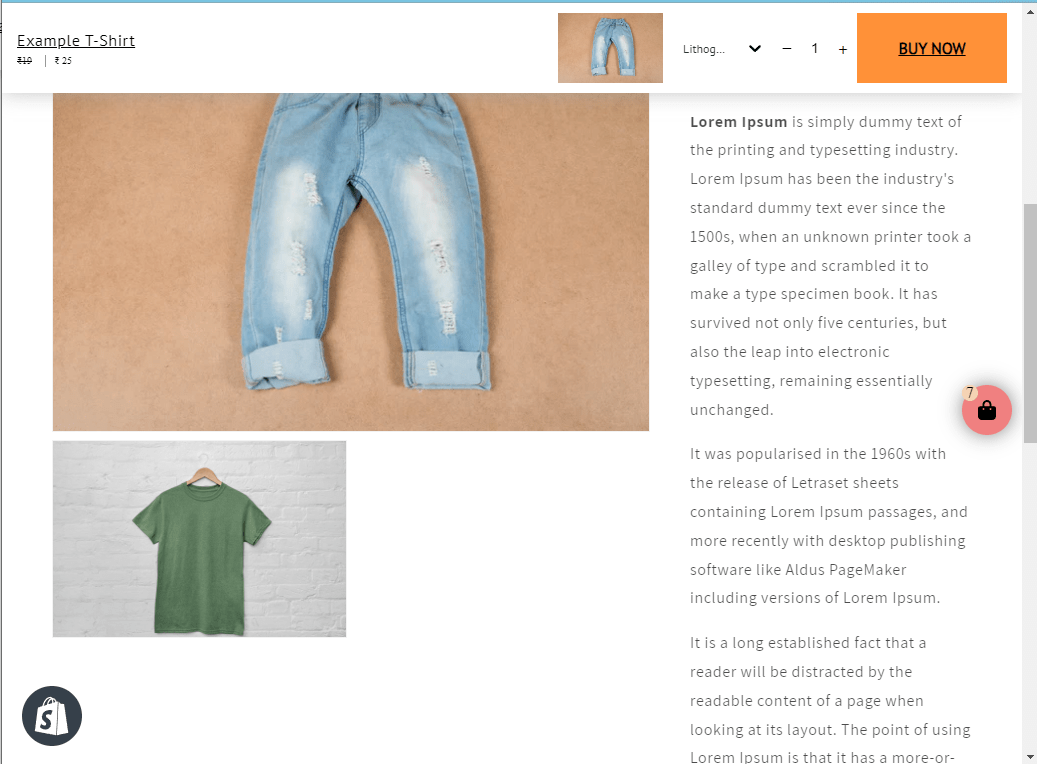 Example T-Shirt
₹19 | ₹ 25
Lithog...
− 1 +
BUY NOW
Lorem Ipsum is simply dummy text of
the printing and typesetting industry.
Lorem Ipsum has been the industry's
standard dummy text ever since the
1500s, when an unknown printer took a
galley of type and scrambled it to
make a type specimen book. It has
survived not only five centuries, but
also the leap into electronic
typesetting, remaining essentially
unchanged.
7
It was popularised in the 1960s with
the release of Letraset sheets
containing Lorem Ipsum passages, and
more recently with desktop publishing
software like Aldus PageMaker
including versions of Lorem Ipsum.
It is a long established fact that a
reader will be distracted by the
readable content of a page when
looking at its layout. The point of using
Lorem Ipsum is that it has a more-or-
S